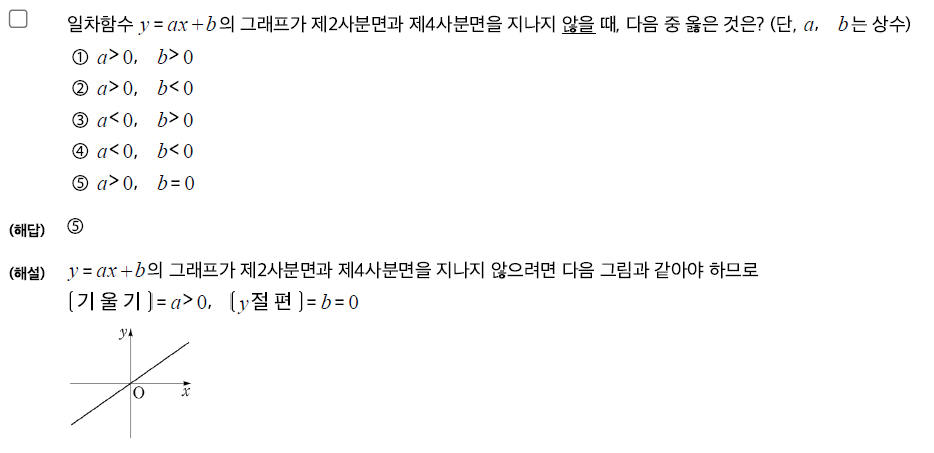 일차함수 y=ax+b의 그래프가 제2사분면과 제4사분면을 지나지 않을 때, 다음 중 옳은 것은? (단, a, b는 상수)
① a>0, b>0
② a>0, b<0
③ a<0, b>0
④ a<0, b<0
⑤ a>0, b=0
(해답) ⑤
(해설) y=ax+b의 그래프가 제2사분면과 제4사분면을 지나지 않으려면 다음 그림과 같아야 하므로
(기울기)=a>0, (y절편)=b=0
y
O x